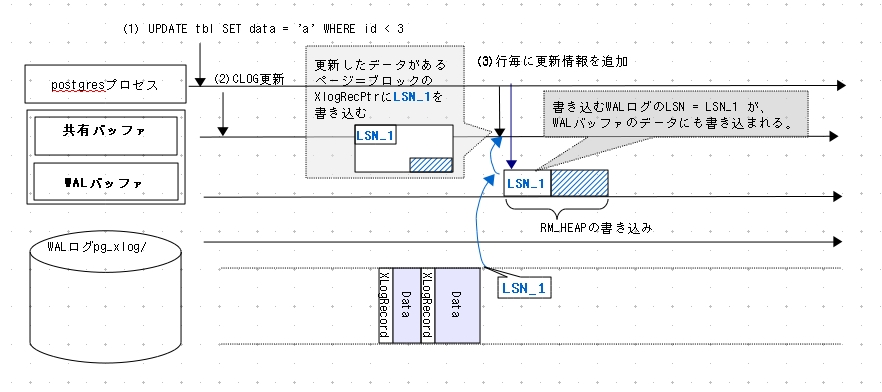 (1) UPDATE tbl SET data = 'a' WHERE id < 3
更新したデータがある
ページ=ブロックの
XlogRecPtrにLSN_1を
書き込む
LSN_1
(3)行毎に更新情報を追加
(2)CLOG更新
postgresプロセス
書き込むWALログのLSN = LSN_1 が、
WALバッファのデータにも書き込まれる。
共有バッファ
WALバッファ
LSN_1
RM_HEAPの書き込み
WALログpg_xlog/
XLogRecord
Data
XLogRecord
Data
LSN_1